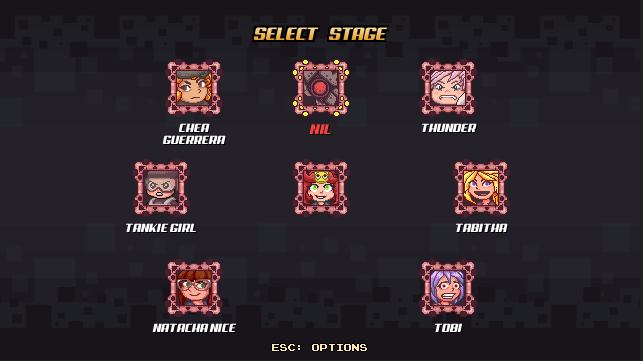 SELECT STAGE
CHEA
GUERRERA
NIL
THUNDER
TANKIE GIRL
TABITHA
NATACHA NICE
TOBI
ESC: OPTIONS